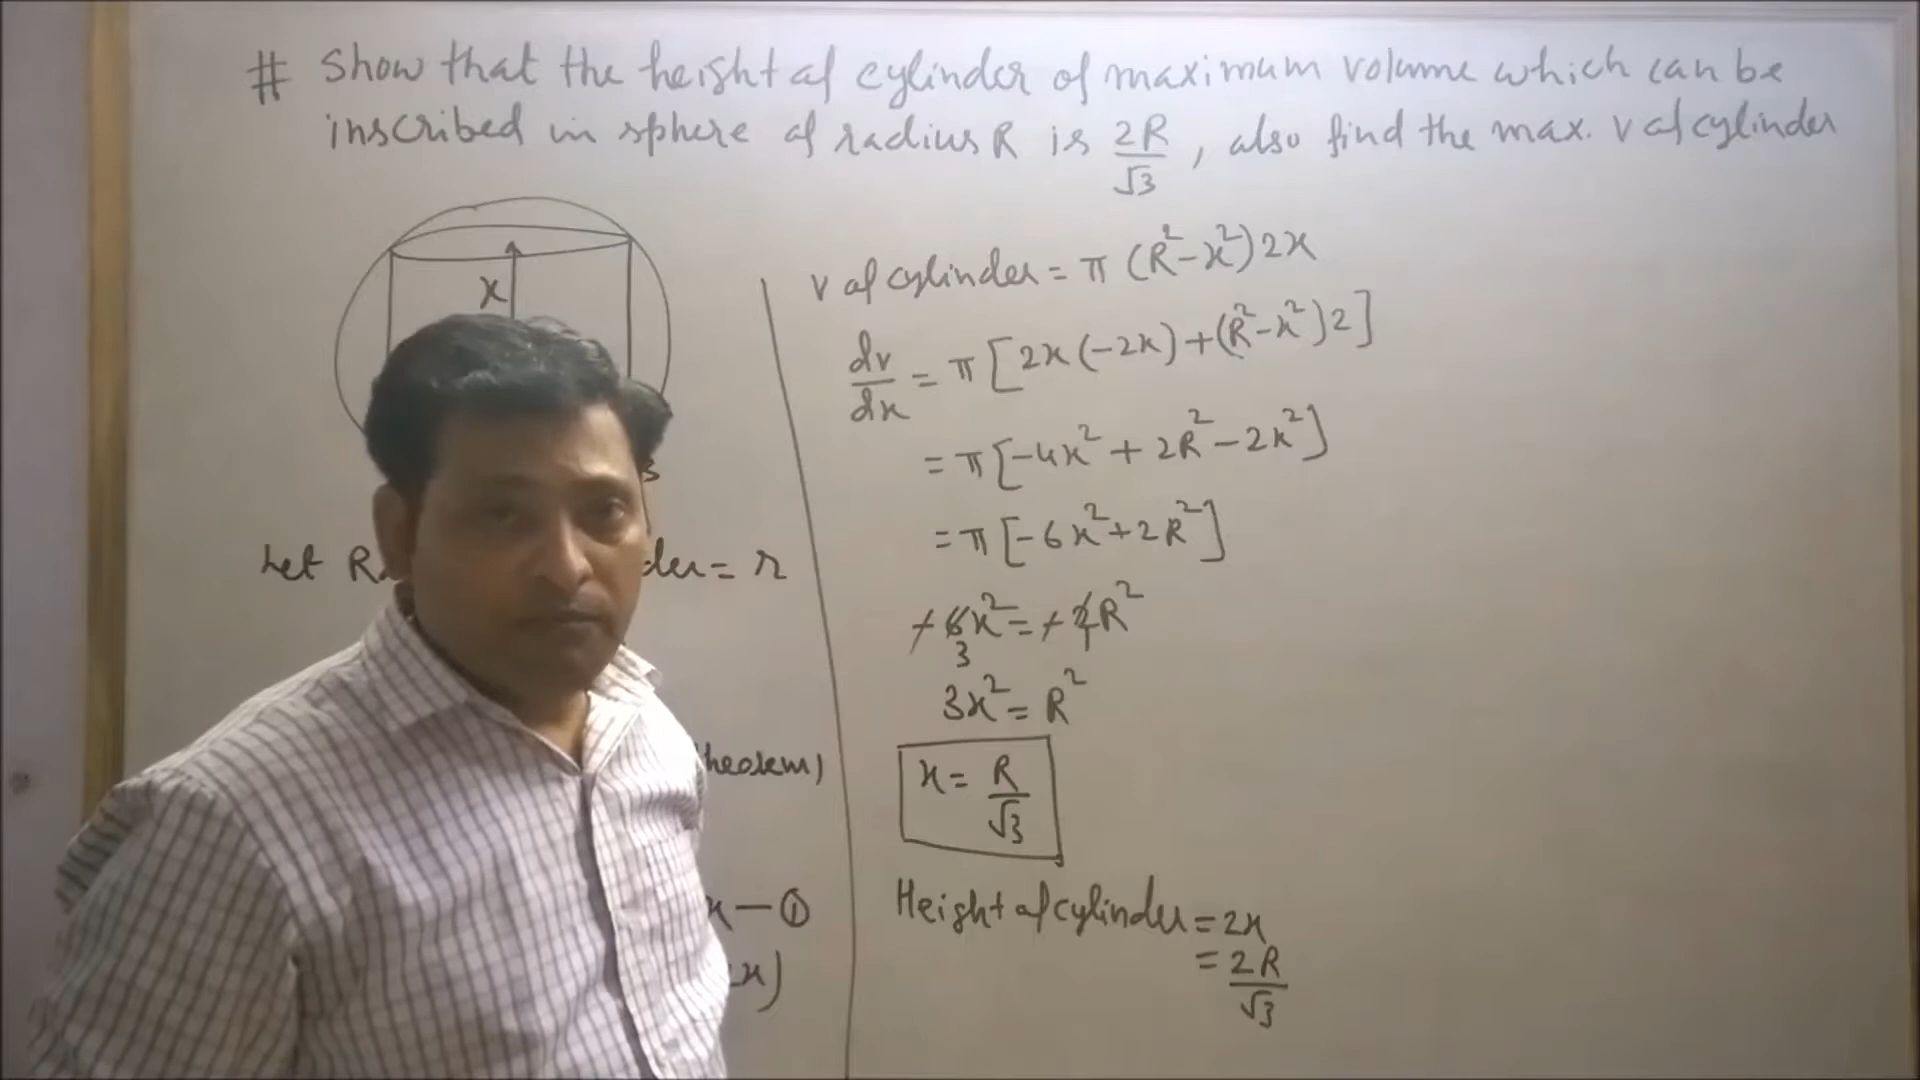 # Show that the height of cylinder of maximum volume which can be
inscribed in sphere of radius R is 2R/√3, also find the max. V of cylinder
x
Let
= r
x — ①
V of cylinder = π (R² - x²) 2x
dv/dx = π [2x(-2x) + (R² - x²) 2]
= π [-4x² + 2R² - 2x²]
= π [-6x² + 2R²]
+6x² = +2R²
3 1
3x² = R²
x = R/√3
Height of cylinder = 2x
= 2R/√3